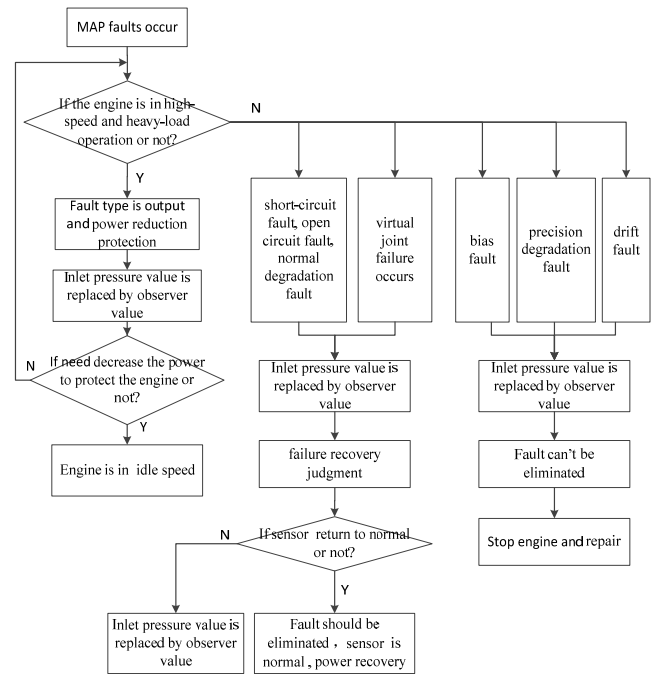 MAP faults occur
If the engine is in high-
speed and heavy-load
operation or not?
N
Y
Fault type is output
and power reduction
protection
Inlet pressure value is
replaced by observer
value
If need decrease the power
to protect the engine or
not?
N
Y
Engine is in idle speed
short-circuit
fault, open
circuit fault,
normal
degradation
fault
virtual
joint
failure
occurs
bias
fault
precision
degradation
fault
drift
fault
Inlet pressure value is
replaced by observer
value
failure recovery
judgment
If sensor return to normal
or not?
N
Y
Inlet pressure value is
replaced by observer
value
Fault should be
eliminated，sensor is
normal , power recovery
Inlet pressure value is
replaced by observer
value
Fault can't be
eliminated
Stop engine and repair